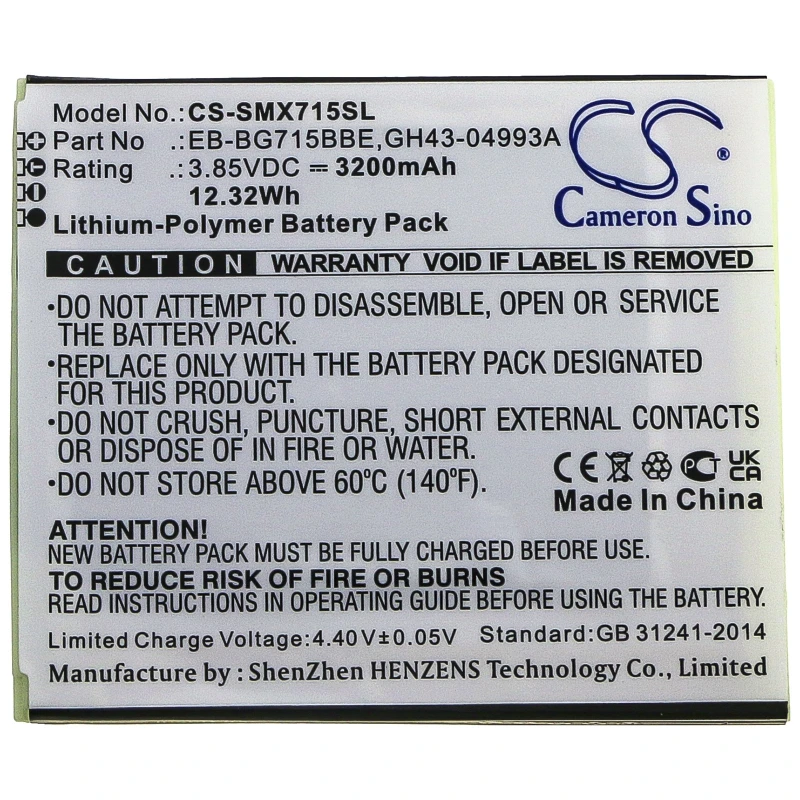 Model No.:CS-SMX715SL
Part No .:EB-BG715BBE,GH43-04993A
Rating .:3.85VDC ⎓ 3200mAh
12.32Wh
Lithium-Polymer Battery Pack
CS
Cameron Sino
CAUTION WARRANTY VOID IF LABEL IS REMOVED
•DO NOT ATTEMPT TO DISASSEMBLE, OPEN OR SERVICE
THE BATTERY PACK.
•REPLACE ONLY WITH THE BATTERY PACK DESIGNATED
FOR THIS PRODUCT.
•DO NOT CRUSH, PUNCTURE, SHORT EXTERNAL CONTACTS
OR DISPOSE OF IN FIRE OR WATER.
•DO NOT STORE ABOVE 60°C (140°F).
CE PCT UKCA
Made In China
ATTENTION!
NEW BATTERY PACK MUST BE FULLY CHARGED BEFORE USE
TO REDUCE RISK OF FIRE OR BURNS.
READ INSTRUCTIONS IN OPERATING GUIDE BEFORE USING BATTERY
Limited Charge Voltage:4.40V±0.05V Standard:GB 31241-2014
Manufacture by : ShenZhen HENZENS Technology Co., Limited